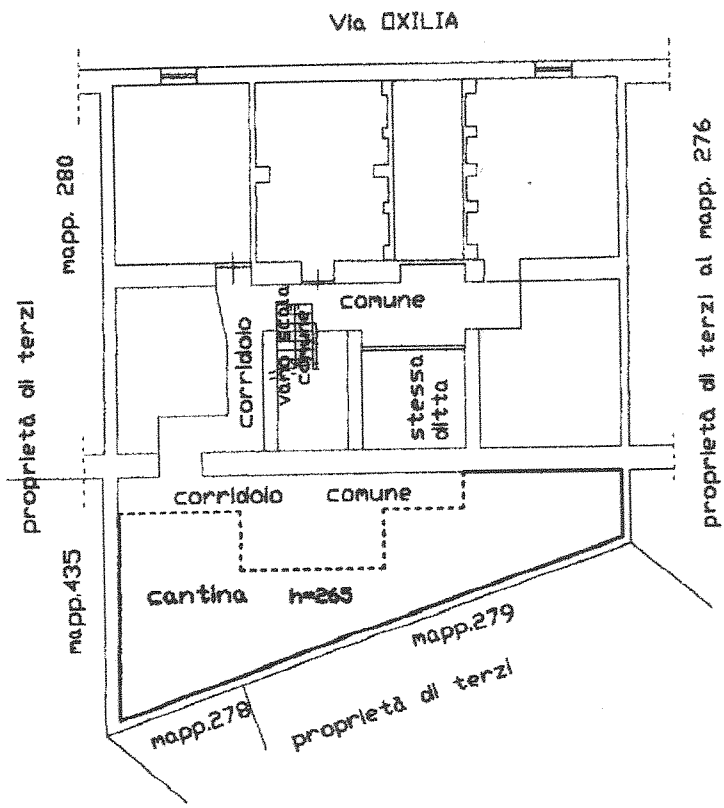 Via OXILIA
mapp. 280
proprietà di terzi al mapp. 276
proprietà di terzi
comune
vano scala
comune
corridoio
stessa
ditta
corridoio comune
mapp.435
cantina h=265
mapp.279
mapp.278
proprietà di terzi